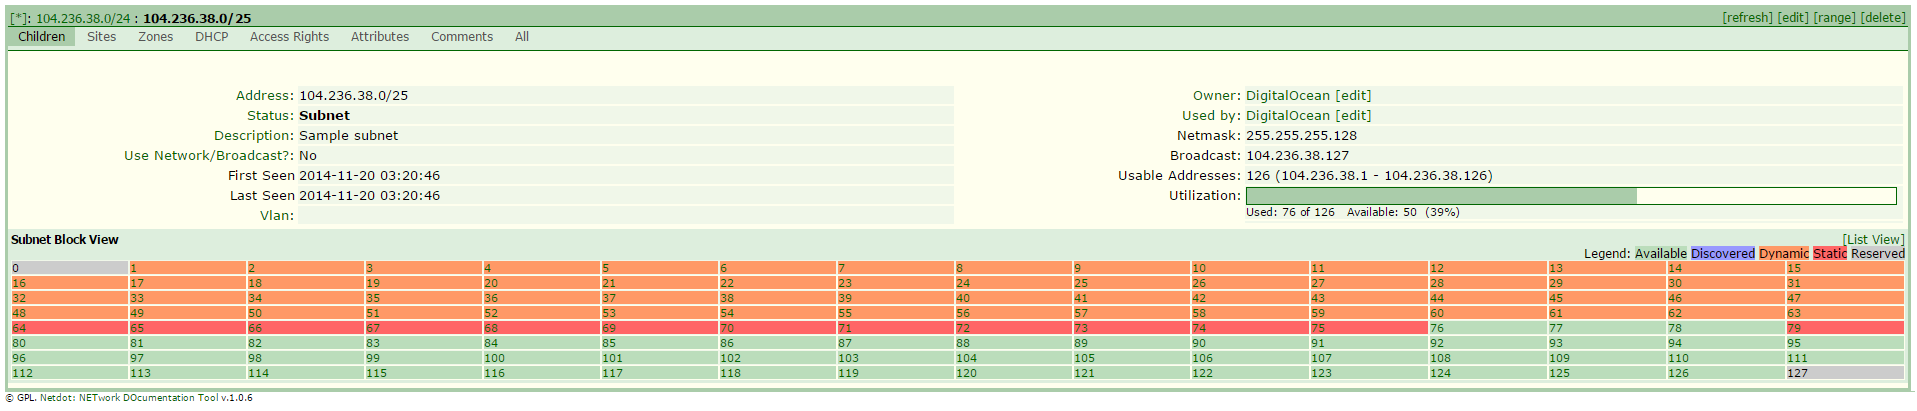 [*]: 104.236.38.0/24 : 104.236.38.0/25 [refresh] [edit] [range] [delete]
Children Sites Zones DHCP Access Rights Attributes Comments All
Address: 104.236.38.0/25 Owner: DigitalOcean [edit]
Status: Subnet Used by: DigitalOcean [edit]
Description: Sample subnet Netmask: 255.255.255.128
Use Network/Broadcast?: No Broadcast: 104.236.38.127
First Seen 2014-11-20 03:20:46 Usable Addresses: 126 (104.236.38.1 - 104.236.38.126)
Last Seen 2014-11-20 03:20:46 Utilization:
Vlan: Used: 76 of 126 Available: 50 (39%)
Subnet Block View [List View]
Legend: Available Discovered Dynamic Static Reserved
0 1 2 3 4 5 6 7 8 9 10 11 12 13 14 15
16 17 18 19 20 21 22 23 24 25 26 27 28 29 30 31
32 33 34 35 36 37 38 39 40 41 42 43 44 45 46 47
48 49 50 51 52 53 54 55 56 57 58 59 60 61 62 63
64 65 66 67 68 69 70 71 72 73 74 75 76 77 78 79
80 81 82 83 84 85 86 87 88 89 90 91 92 93 94 95
96 97 98 99 100 101 102 103 104 105 106 107 108 109 110 111
112 113 114 115 116 117 118 119 120 121 122 123 124 125 126 127
© GPL. Netdot: NETwork DOcumentation Tool v.1.0.6